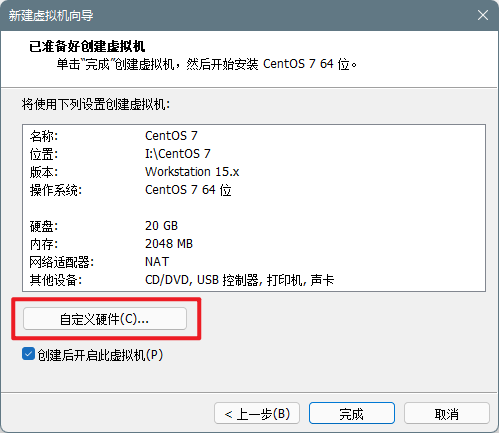 新建虚拟机向导
已准备好创建虚拟机
单击“完成”创建虚拟机，然后开始安装 CentOS 7 64 位。
将使用下列设置创建虚拟机:
名称: CentOS 7
位置: I:\CentOS 7
版本: Workstation 15.x
操作系统: CentOS 7 64 位
硬盘: 20 GB
内存: 2048 MB
网络适配器: NAT
其他设备: CD/DVD, USB 控制器, 打印机, 声卡
自定义硬件(C)...
创建后开启此虚拟机(P)
< 上一步(B) 完成 取消